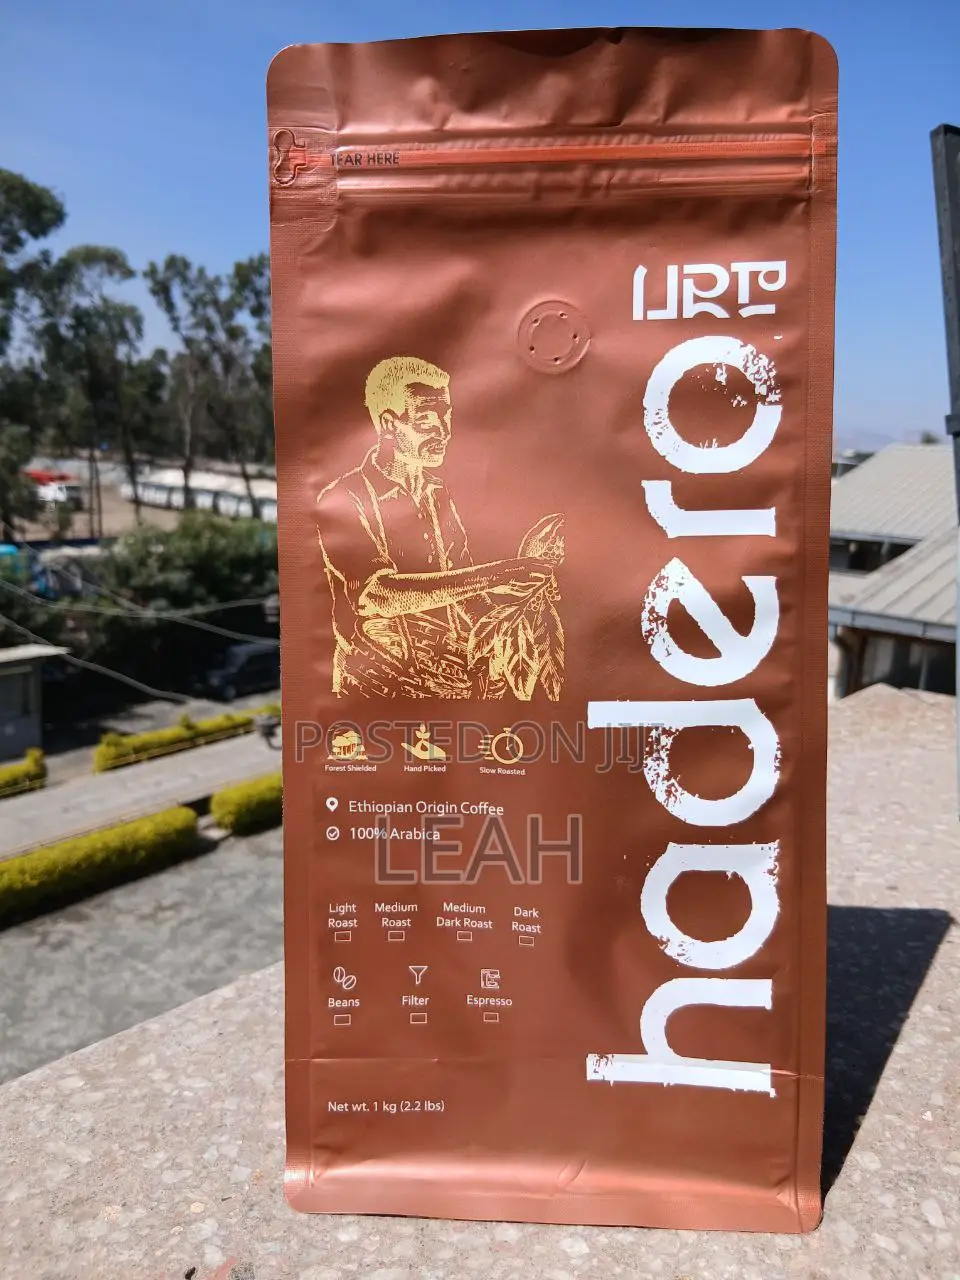 TEAR HERE
hadero
Forest Shielded
Hand Picked
Slow Roasted
POSTED ON JIJI
Ethiopian Origin Coffee
100% Arabica
LEAH
Light Roast
Medium Roast
Medium Dark Roast
Dark Roast
Beans
Filter
Espresso
Net wt. 1 kg (2.2 lbs)